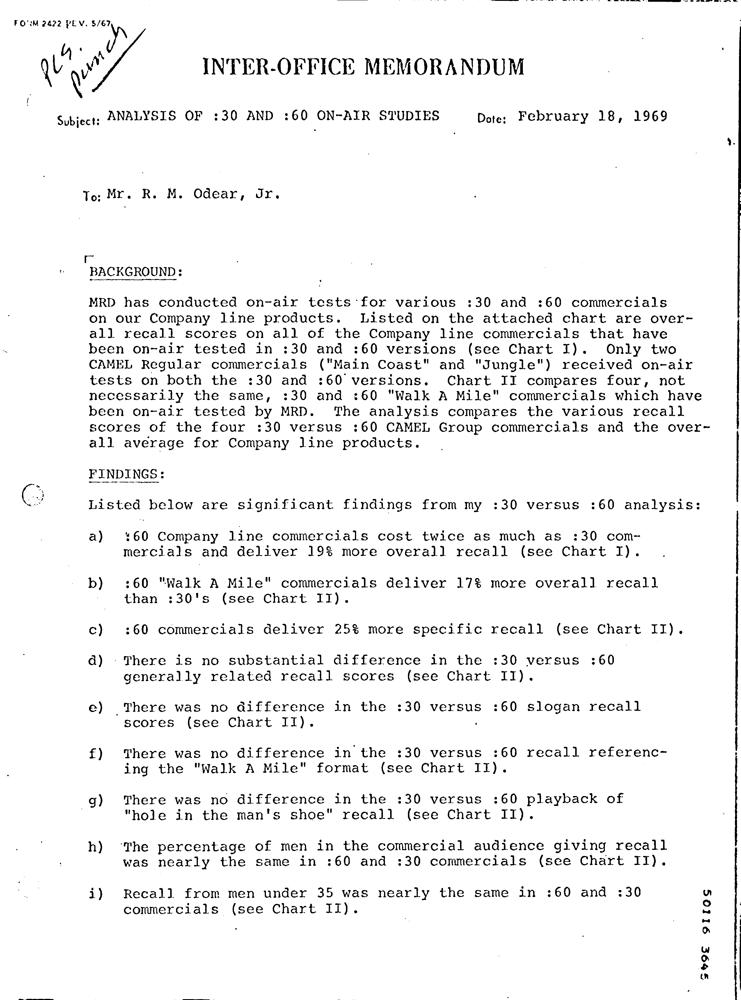 FORM 2422 REV. 5/67
Pls.
punch
INTER-OFFICE MEMORANDUM
Subject: ANALYSIS OF :30 AND :60 ON-AIR STUDIES Date: February 18, 1969
To: Mr. R. M. Odear, Jr.
BACKGROUND:
MRD has conducted on-air tests for various :30 and :60 commercials
on our Company line products. Listed on the attached chart are over-
all recall scores on all of the Company line commercials that have
been on-air tested in :30 and :60 versions (see Chart I). Only two
CAMEL Regular commercials ("Main Coast" and "Jungle") received on-air
tests on both the :30 and :60 versions. Chart II compares four, not
necessarily the same, :30 and :60 "Walk A Mile" commercials which have
been on-air tested by MRD. The analysis compares the various recall
scores of the four :30 versus :60 CAMEL Group commercials and the over-
all average for Company line products.
FINDINGS:
Listed below are significant findings from my :30 versus :60 analysis:
a) :60 Company line commercials cost twice as much as :30 com-
mercials and deliver 19% more overall recall (see Chart I).
b) :60 "Walk A Mile" commercials deliver 17% more overall recall
than :30's (see Chart II).
c) :60 commercials deliver 25% more specific recall (see Chart II).
d) There is no substantial difference in the :30 versus :60
generally related recall scores (see Chart II).
e) There was no difference in the :30 versus :60 slogan recall
scores (see Chart II).
f) There was no difference in the :30 versus :60 recall referenc-
ing the "Walk A Mile" format (see Chart II).
g) There was no difference in the :30 versus :60 playback of
"hole in the man's shoe" recall (see Chart II).
h) The percentage of men in the commercial audience giving recall
was nearly the same in :60 and :30 commercials (see Chart II).
i) Recall from men under 35 was nearly the same in :60 and :30
commercials (see Chart II).
50116 3645